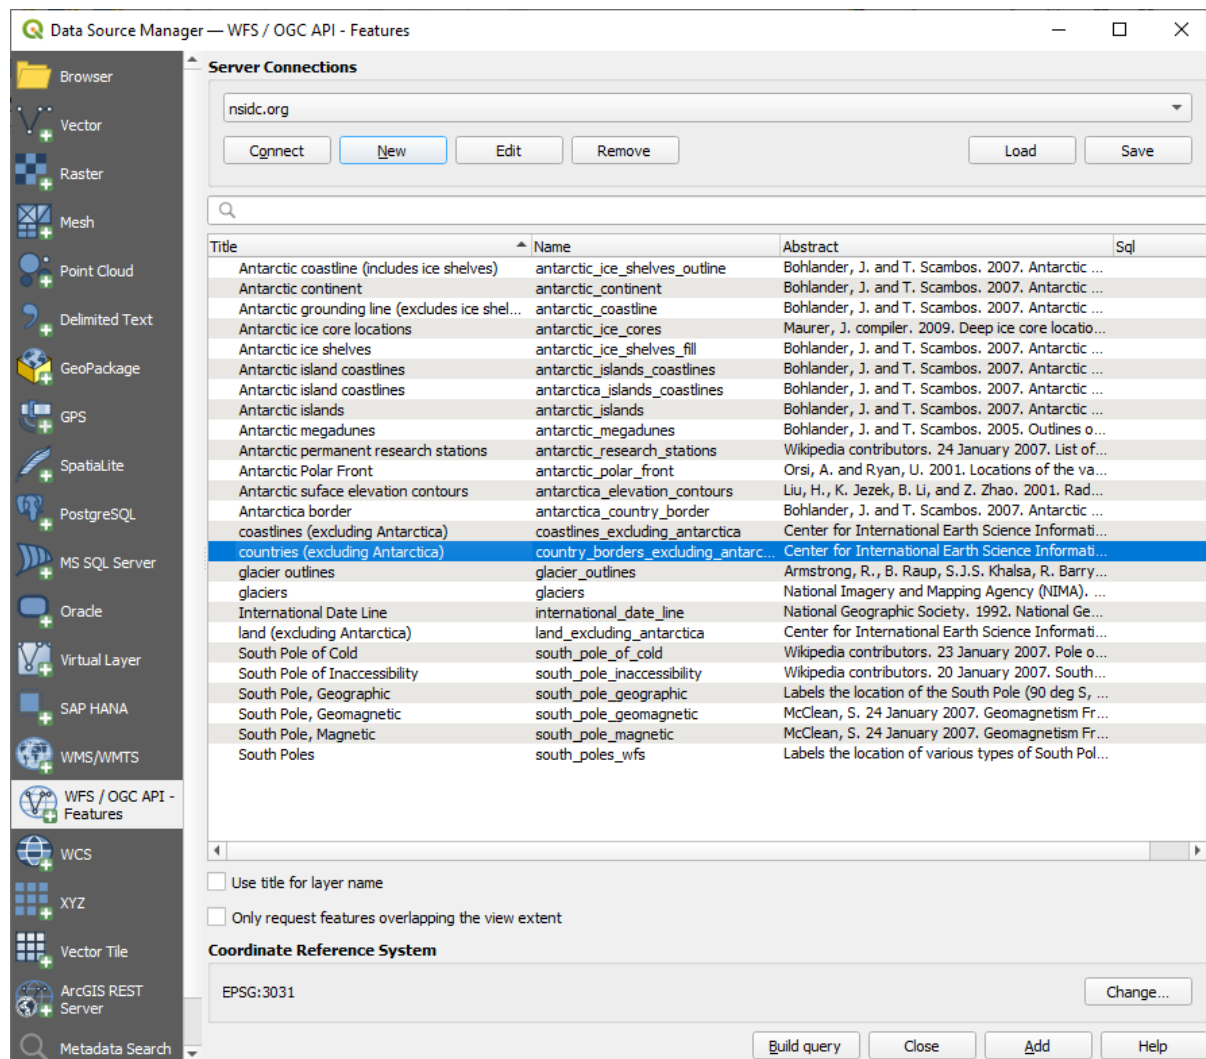 Data Source Manager — WFS / OGC API - Features
Browser
Vector
Raster
Mesh
Point Cloud
Delimited Text
GeoPackage
GPS
SpatiaLite
PostgreSQL
MS SQL Server
Oracle
Virtual Layer
SAP HANA
WMS/WMTS
WFS / OGC API -
Features
WCS
XYZ
Vector Tile
ArcGIS REST
Server
Metadata Search
Server Connections
nsidc.org
Connect New Edit Remove Load Save
Title Name Abstract Sql
Antarctic coastline (includes ice shelves) antarctic_ice_shelves_outline Bohlander, J. and T. Scambos. 2007. Antarctic ...
Antarctic continent antarctic_continent Bohlander, J. and T. Scambos. 2007. Antarctic ...
Antarctic grounding line (excludes ice shel... antarctic_coastline Bohlander, J. and T. Scambos. 2007. Antarctic ...
Antarctic ice core locations antarctic_ice_cores Maurer, J. compiler. 2009. Deep ice core locatio...
Antarctic ice shelves antarctic_ice_shelves_fill Bohlander, J. and T. Scambos. 2007. Antarctic ...
Antarctic island coastlines antarctic_islands_coastlines Bohlander, J. and T. Scambos. 2007. Antarctic ...
Antarctic island coastlines antarctica_islands_coastlines Bohlander, J. and T. Scambos. 2007. Antarctic ...
Antarctic islands antarctic_islands Bohlander, J. and T. Scambos. 2007. Antarctic ...
Antarctic megadunes antarctic_megadunes Bohlander, J. and T. Scambos. 2005. Outlines o...
Antarctic permanent research stations antarctic_research_stations Wikipedia contributors. 24 January 2007. List of...
Antarctic Polar Front antarctic_polar_front Orsi, A. and Ryan, U. 2001. Locations of the va...
Antarctic suface elevation contours antarctica_elevation_contours Liu, H., K. Jezek, B. Li, and Z. Zhao. 2001. Rad...
Antarctica border antarctica_country_border Bohlander, J. and T. Scambos. 2007. Antarctic ...
coastlines (excluding Antarctica) coastlines_excluding_antarctica Center for International Earth Science Informati...
countries (excluding Antarctica) country_borders_excluding_antarc... Center for International Earth Science Informati...
glacier outlines glacier_outlines Armstrong, R., B. Raup, S.J.S. Khalsa, R. Barry...
glaciers glaciers National Imagery and Mapping Agency (NIMA). ...
International Date Line international_date_line National Geographic Society. 1992. National Ge...
land (excluding Antarctica) land_excluding_antarctica Center for International Earth Science Informati...
South Pole of Cold south_pole_of_cold Wikipedia contributors. 23 January 2007. Pole o...
South Pole of Inaccessibility south_pole_inaccessibility Wikipedia contributors. 20 January 2007. South...
South Pole, Geographic south_pole_geographic Labels the location of the South Pole (90 deg S, ...
South Pole, Geomagnetic south_pole_geomagnetic McClean, S. 24 January 2007. Geomagnetism Fr...
South Pole, Magnetic south_pole_magnetic McClean, S. 24 January 2007. Geomagnetism Fr...
South Poles south_poles_wfs Labels the location of various types of South Pol...
Use title for layer name
Only request features overlapping the view extent
Coordinate Reference System
EPSG:3031 Change...
Build query Close Add Help